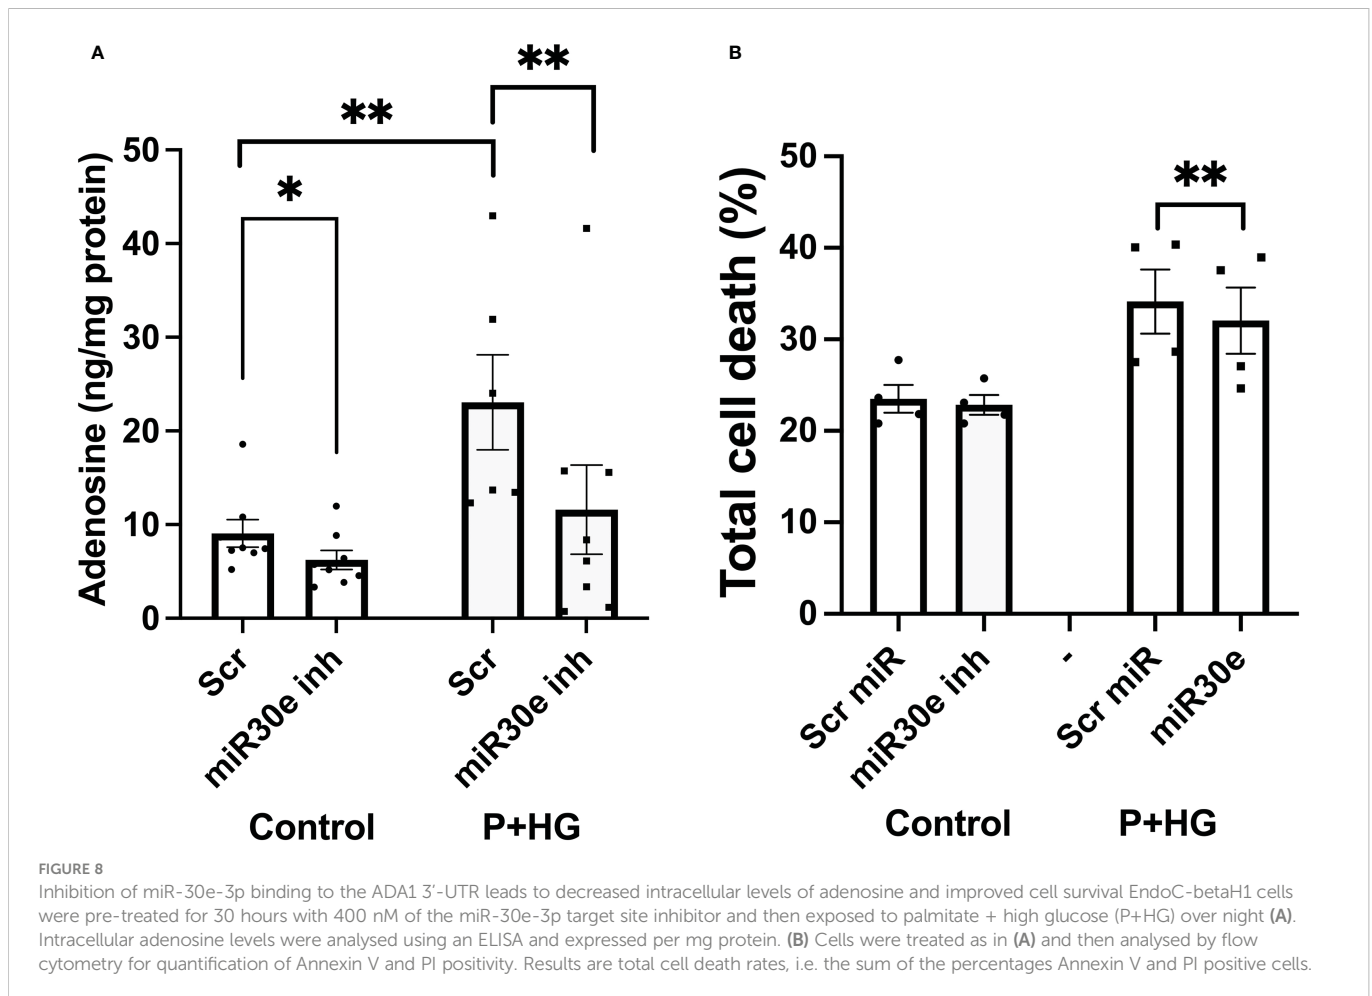 A
**
**
*
50
40
30
20
10
0
Adenosine (ng/mg protein)
Scr
miR30e inh
Scr
miR30e inh
Control
P+HG
B
**
50
40
30
20
10
0
Total cell death (%)
Scr miR
miR30e inh
-
Scr miR
miR30e
Control
P+HG
FIGURE 8
Inhibition of miR-30e-3p binding to the ADA1 3’-UTR leads to decreased intracellular levels of adenosine and improved cell survival EndoC-betaH1 cells
were pre-treated for 30 hours with 400 nM of the miR-30e-3p target site inhibitor and then exposed to palmitate + high glucose (P+HG) over night (A).
Intracellular adenosine levels were analysed using an ELISA and expressed per mg protein. (B) Cells were treated as in (A) and then analysed by flow
cytometry for quantification of Annexin V and PI positivity. Results are total cell death rates, i.e. the sum of the percentages Annexin V and PI positive cells.